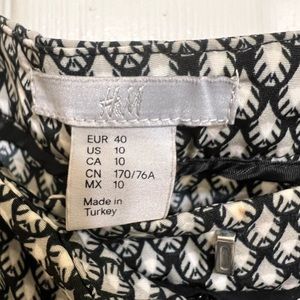 H&M
EUR 40
US 10
CA 10
CN 170/76A
MX 10
Made in
Turkey